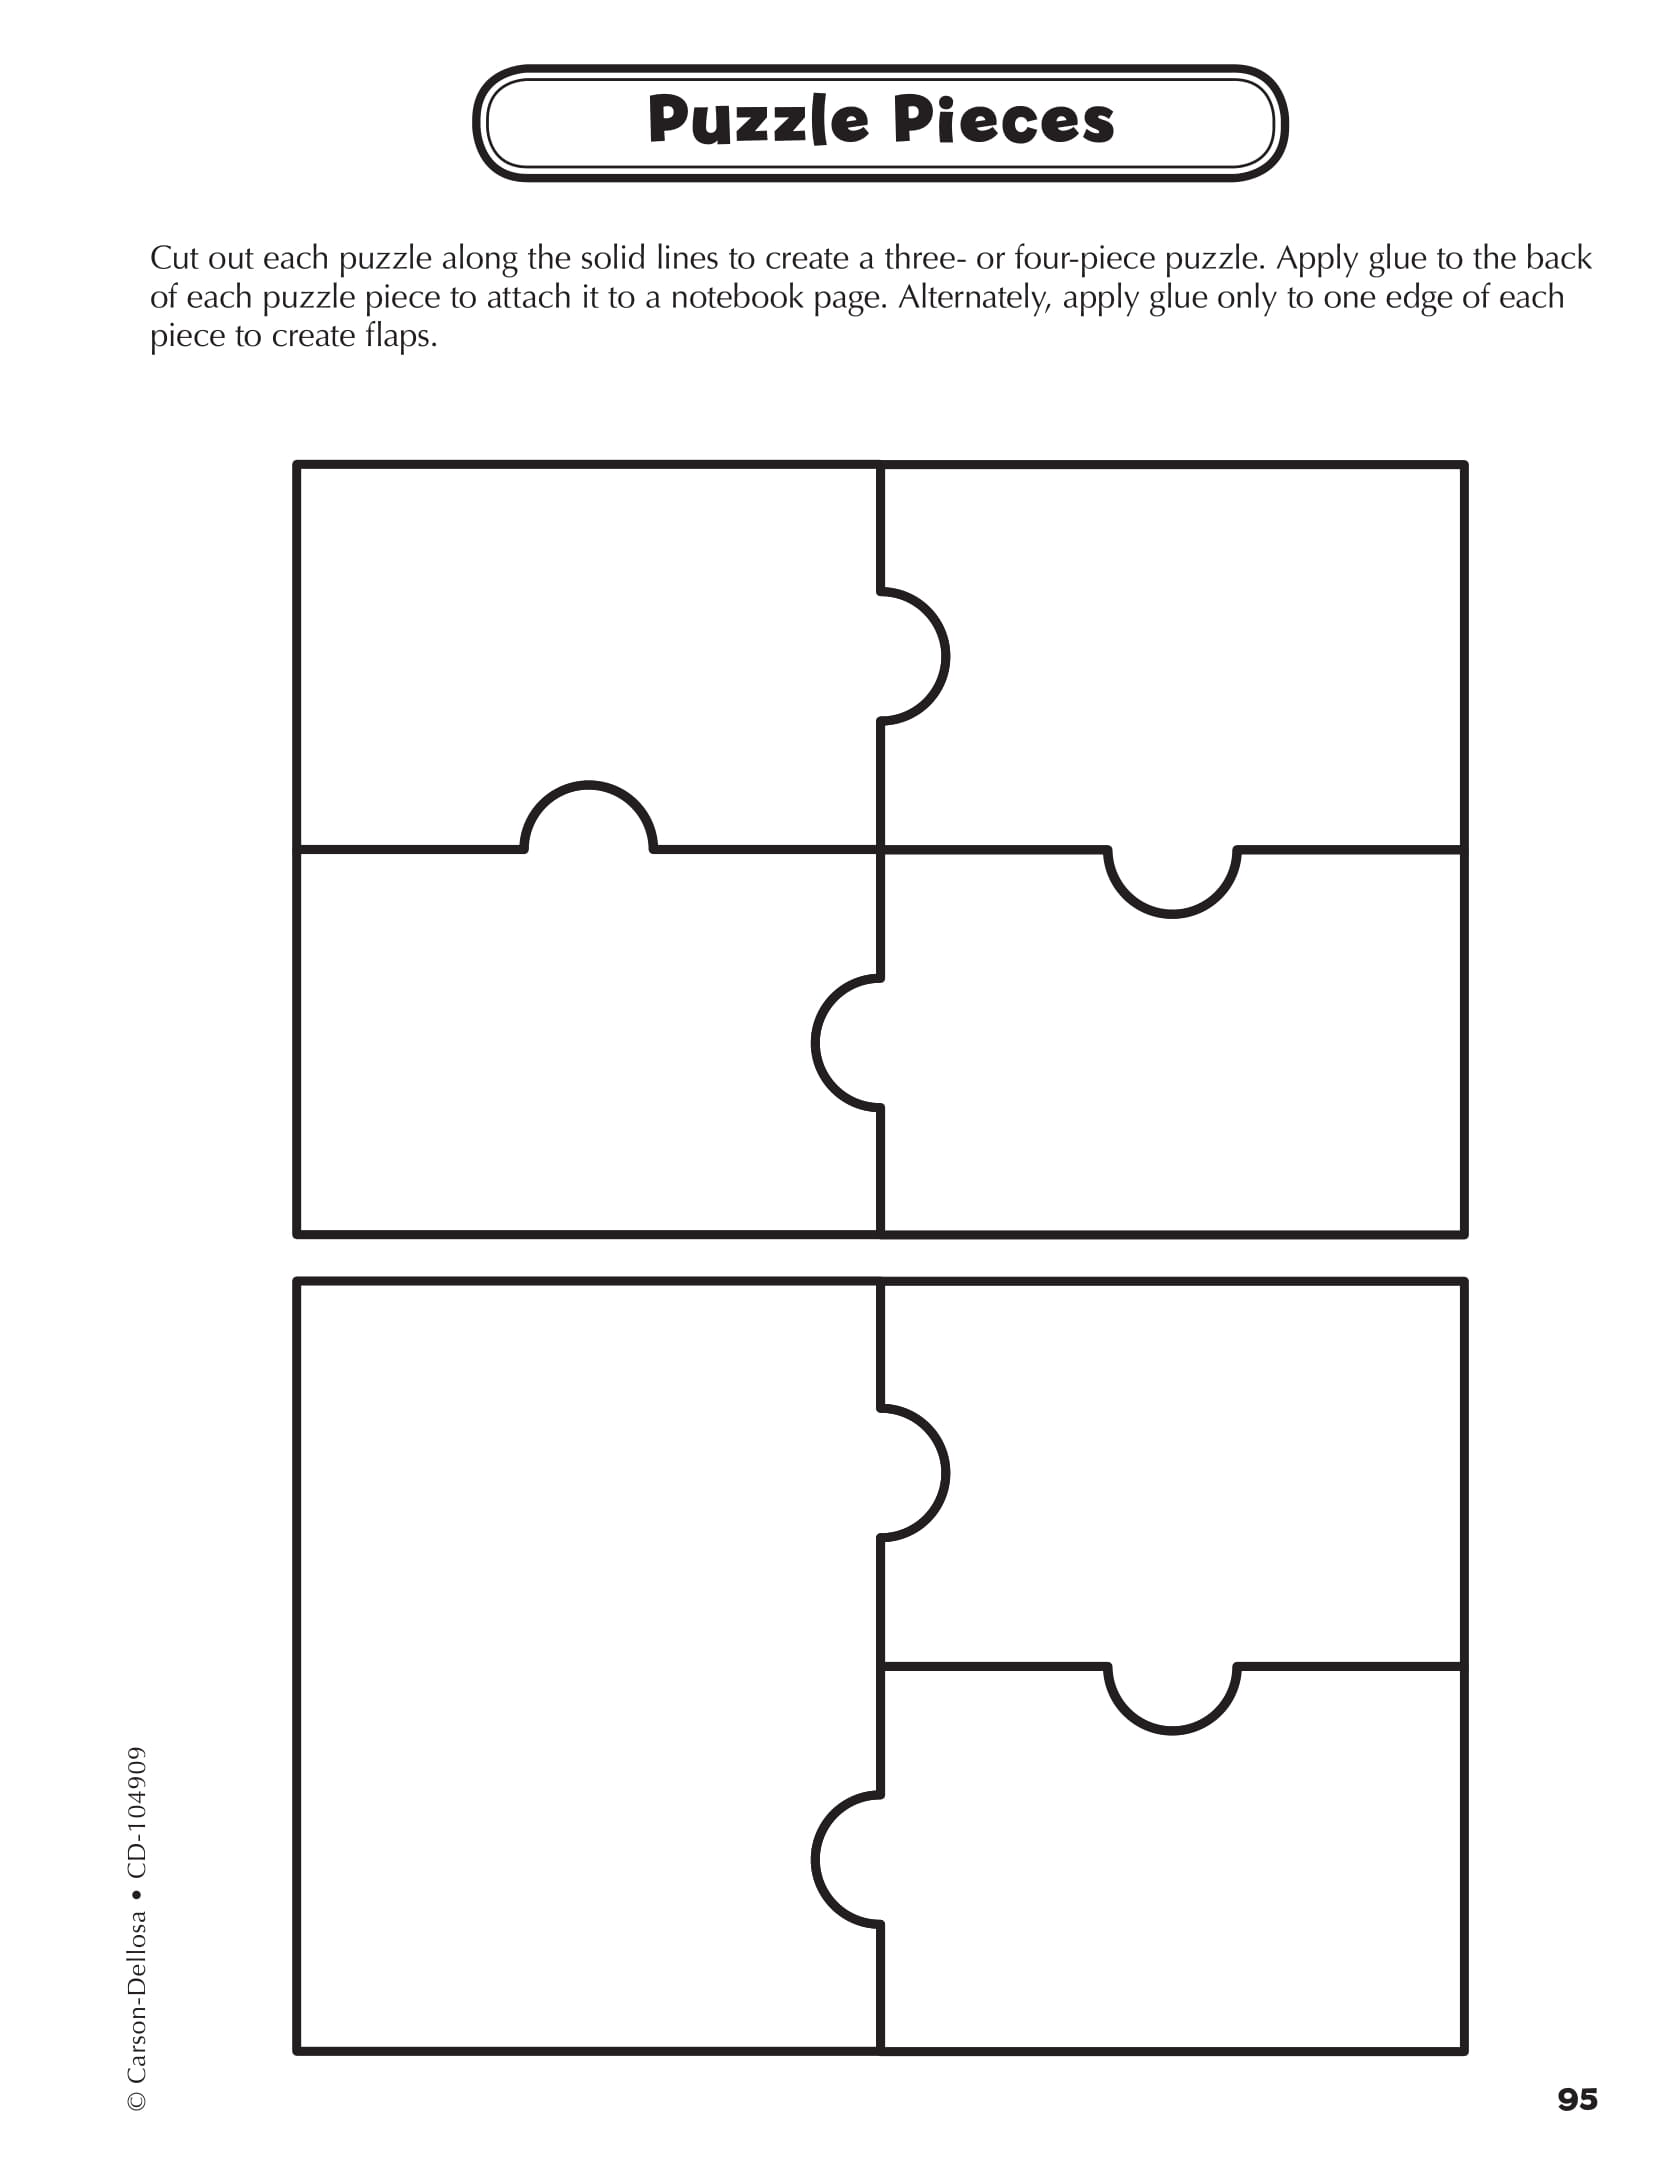 Puzzle Pieces
Cut out each puzzle along the solid lines to create a three- or four-piece puzzle. Apply glue to the back
of each puzzle piece to attach it to a notebook page. Alternately, apply glue only to one edge of each
piece to create flaps.
© Carson-Dellosa • CD-104909
95